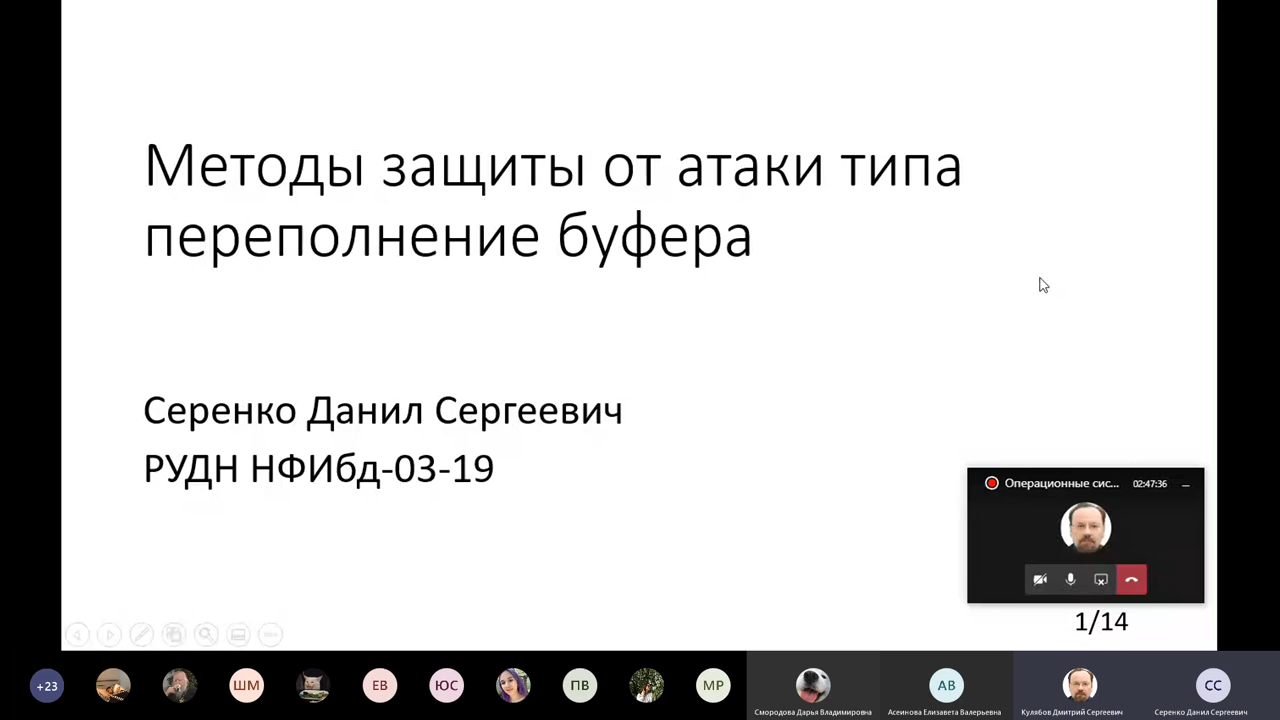 Методы защиты от атаки типа
переполнение буфера
Серенко Данил Сергеевич
РУДН НФИбд-03-19
Операционные сис...
02:47:36
1/14
+23
ШМ
ЕВ
ЮС
ПВ
МР
Смородова Дарья Владимировна
АВ
Асеинова Елизавета Валерьевна
Кулябов Дмитрий Сергеевич
СС
Серенко Данил Сергеевич